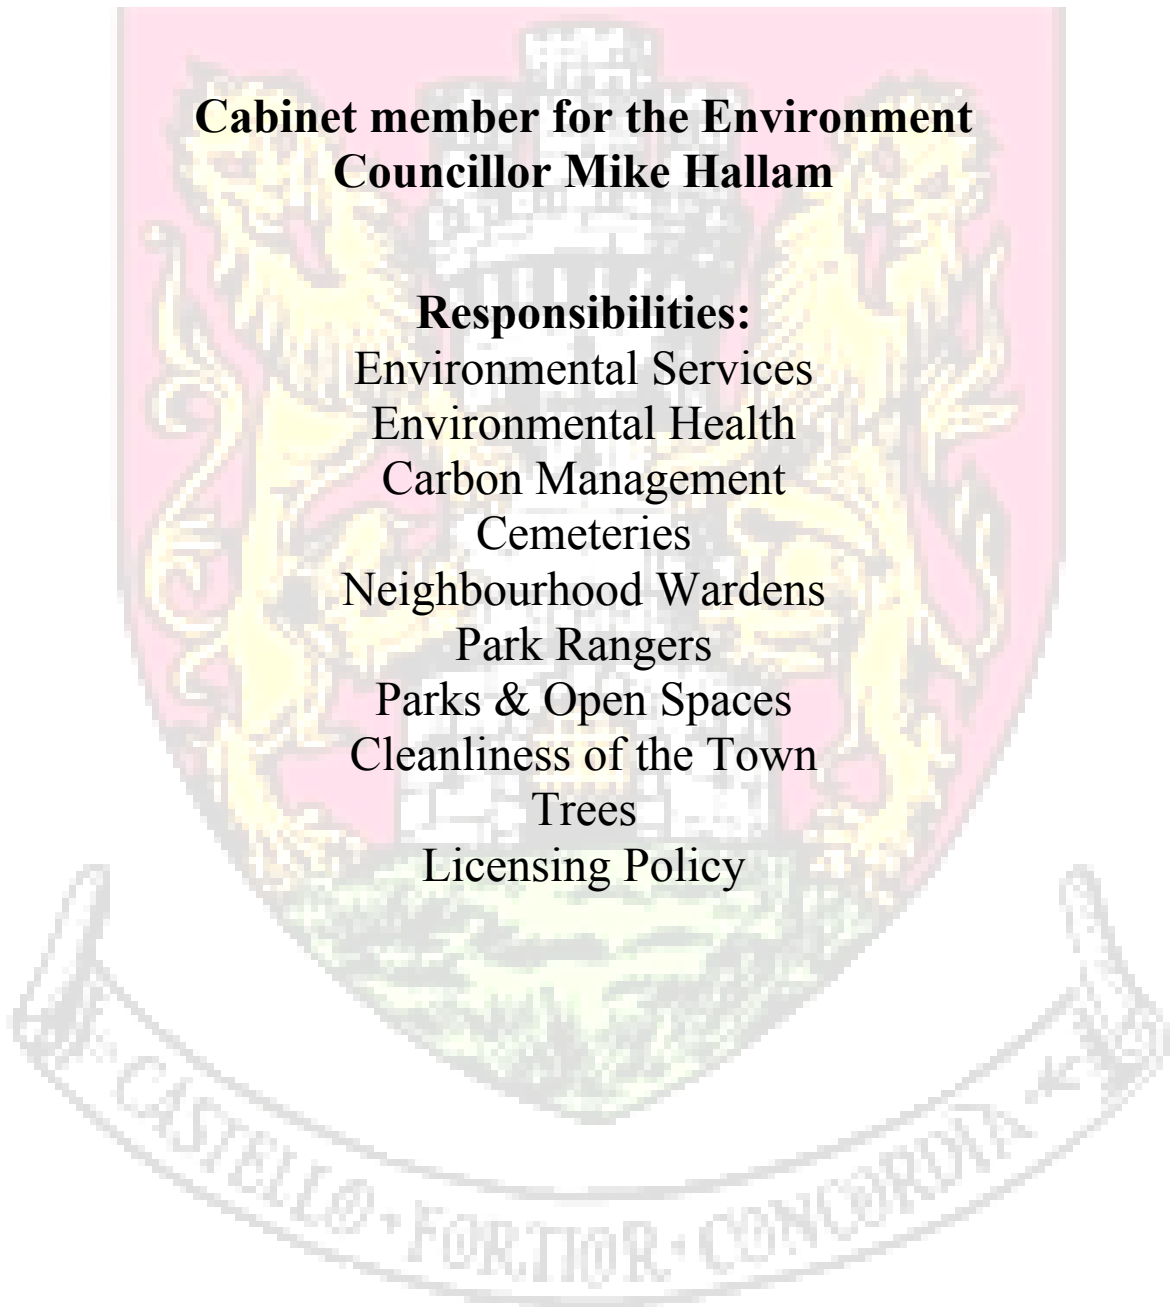 Cabinet member for the Environment
Councillor Mike Hallam
Responsibilities:
Environmental Services
Environmental Health
Carbon Management
Cemeteries
Neighbourhood Wardens
Park Rangers
Parks & Open Spaces
Cleanliness of the Town
Trees
Licensing Policy
CASTELLO · FORTIOR · CONCORDIA